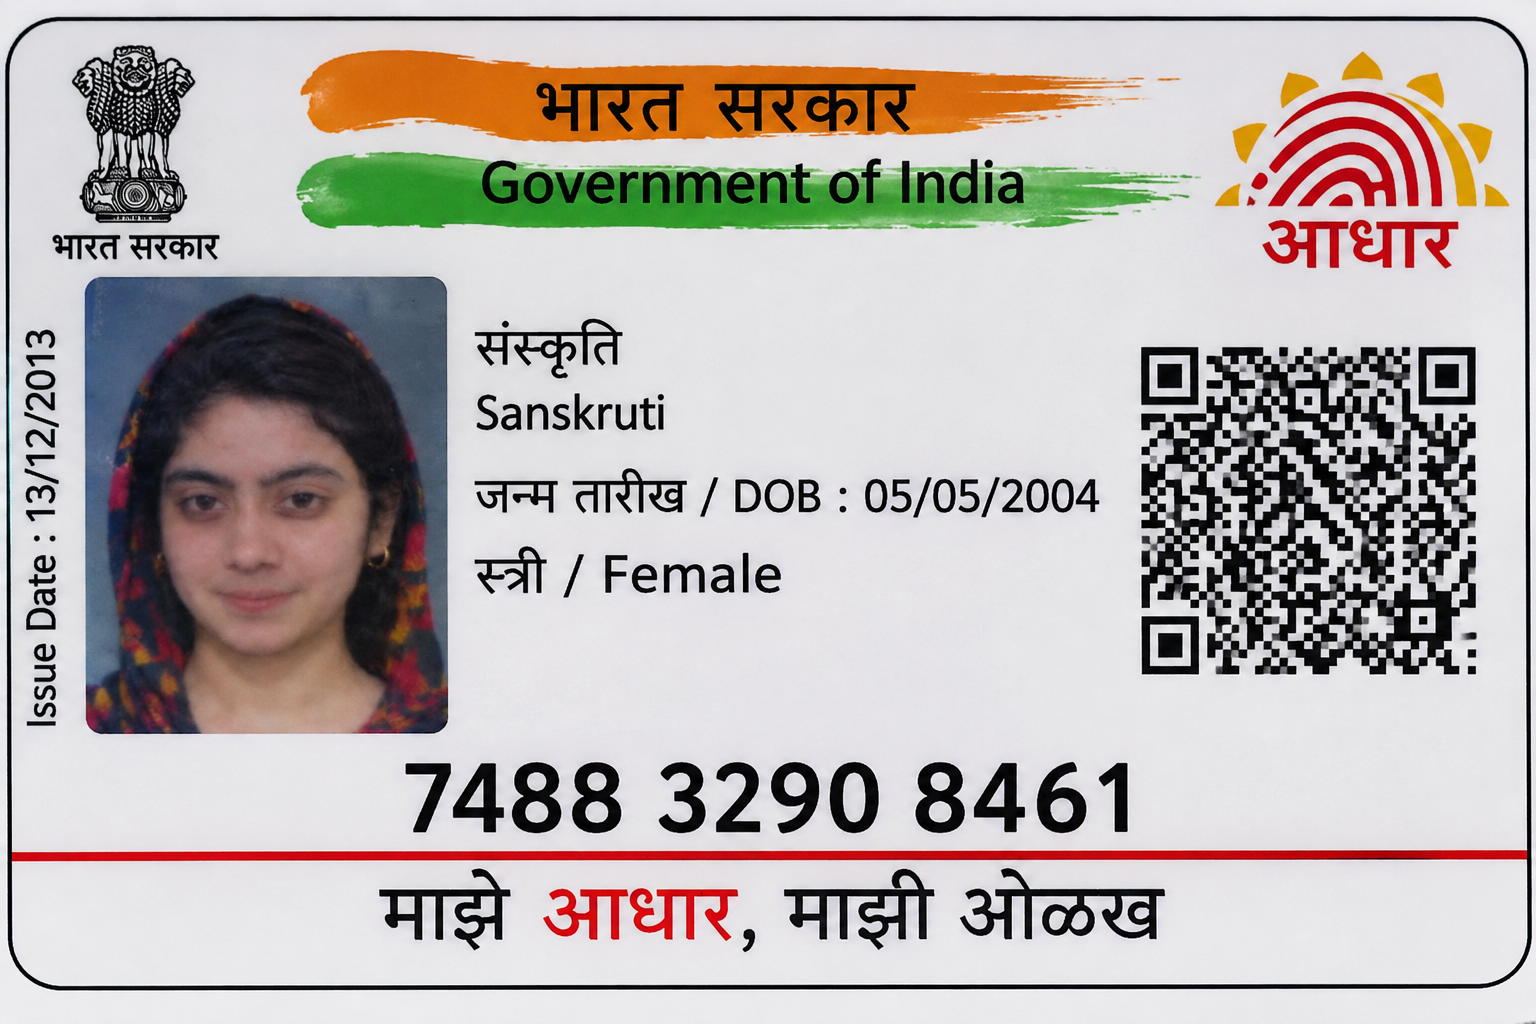 भारत सरकार
Government of India
भारत सरकार
आधार
Issue Date : 13/12/2013
संस्कृति
Sanskruti
जन्म तारीख / DOB : 05/05/2004
स्त्री / Female
7488 3290 8461
माझे आधार, माझी ओळख